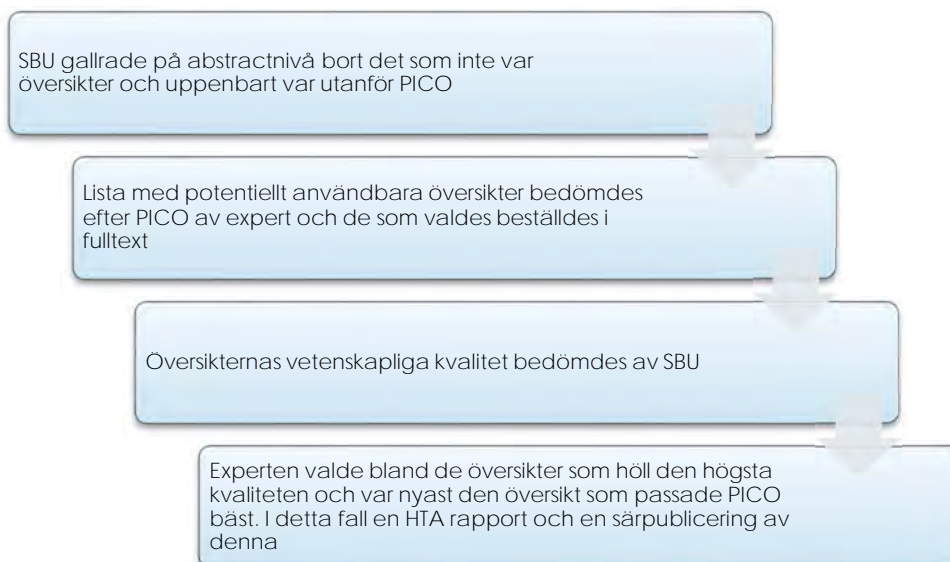 SBU gallrade på abstractnivå bort det som inte var
översikter och uppenbart var utanför PICO
Lista med potentiellt användbara översikter bedömdes
efter PICO av expert och de som valdes beställdes i
fulltext
Översikternas vetenskapliga kvalitet bedömdes av SBU
Experten valde bland de översikter som höll den högsta
kvaliteten och var nyast den översikt som passade PICO
bäst. I detta fall en HTA rapport och en särpublicering av
denna